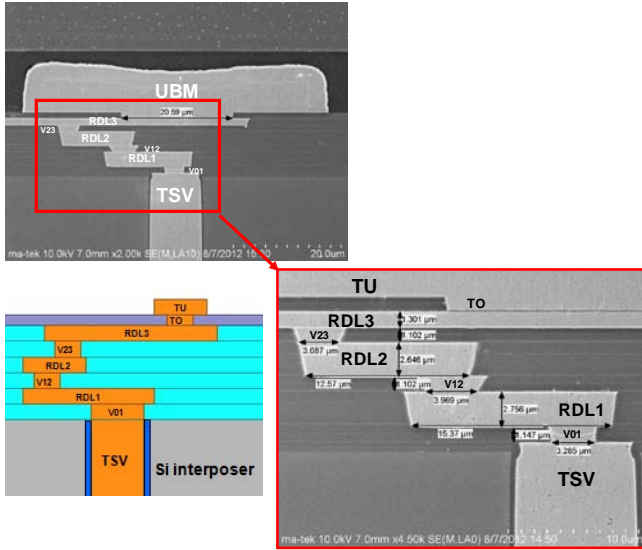 UBM
20.59 μm
RDL3
V23
RDL2
V12
RDL1
V01
TSV
ma-tek 10.0kV 7.0mm x2.00k SE(M,LA10) 8/7/2012 15:00
20.0um
TU
TO
RDL3
V23
RDL2
V12
RDL1
V01
TSV
Si interposer
TU
TO
RDL3
1.301 μm
V23
1.102 μm
3.087 μm
RDL2
2.646 μm
12.57 μm
1.102 μm
V12
3.969 μm
2.756 μm
RDL1
15.37 μm
1.147 μm
V01
3.285 μm
TSV
ma-tek 10.0kV 7.0mm x4.50k SE(M,LA0) 8/7/2012 14:50
10.0um